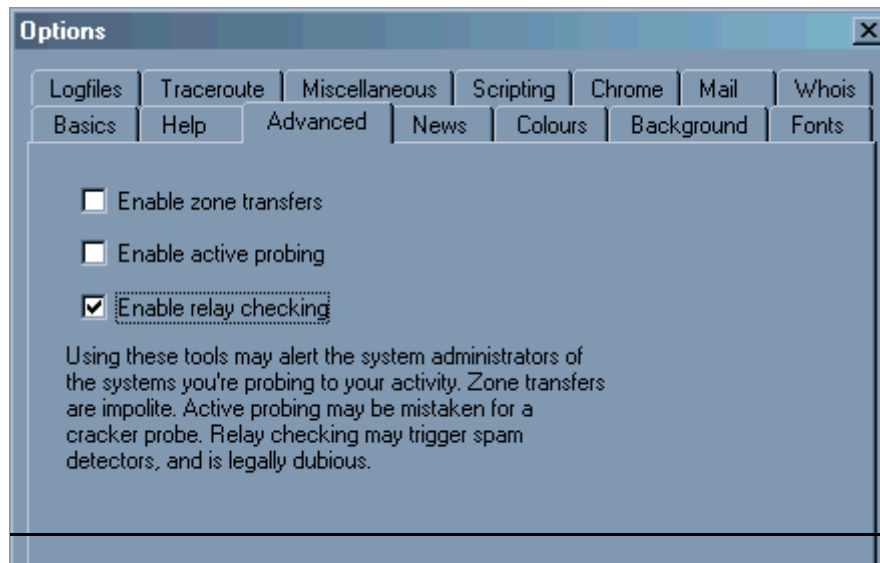 Options
Logfiles Traceroute Miscellaneous Scripting Chrome Mail Whois
Basics Help Advanced News Colours Background Fonts
Enable zone transfers
Enable active probing
Enable relay checking
Using these tools may alert the system administrators of
the systems you're probing to your activity. Zone transfers
are impolite. Active probing may be mistaken for a
cracker probe. Relay checking may trigger spam
detectors, and is legally dubious.